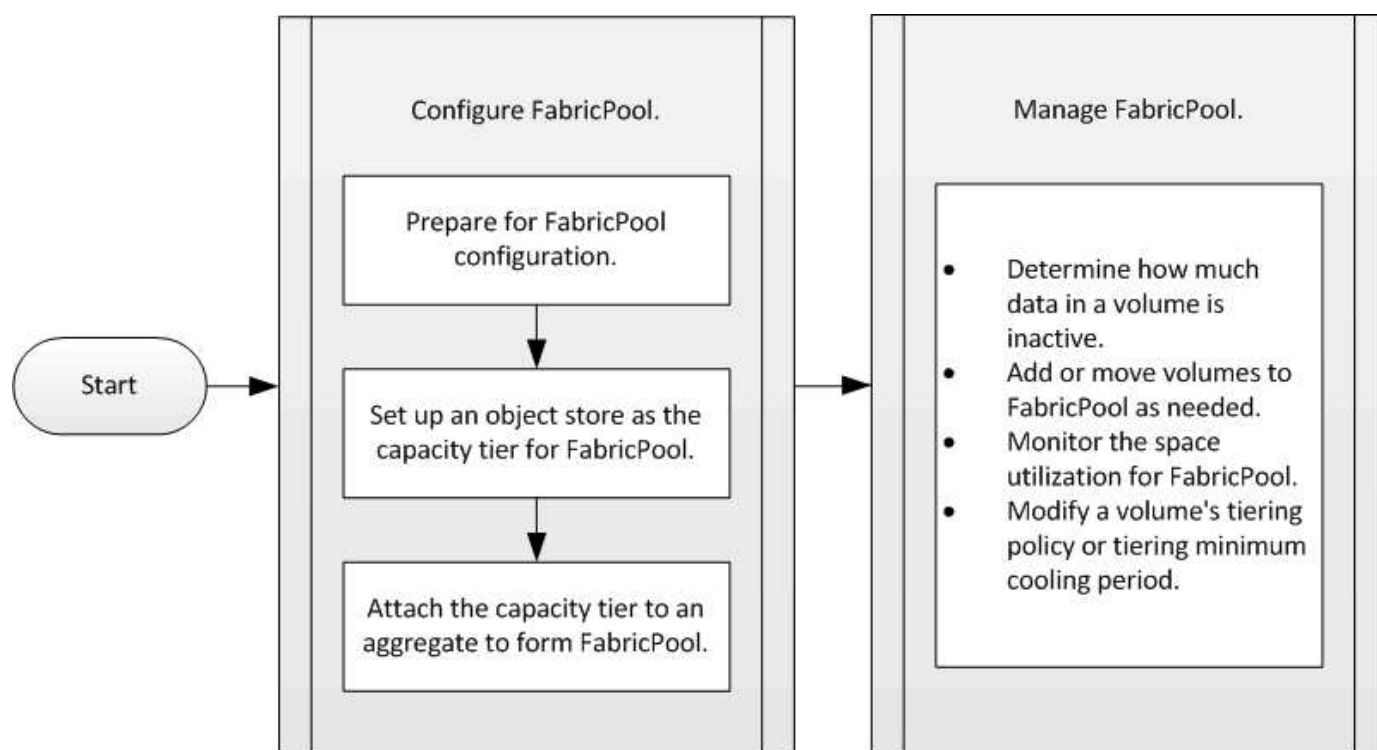 Start
Configure FabricPool.
Prepare for FabricPool
configuration.
Set up an object store as the
capacity tier for FabricPool.
Attach the capacity tier to an
aggregate to form FabricPool.
Manage FabricPool.
• Determine how much
data in a volume is
inactive.
• Add or move volumes to
FabricPool as needed.
• Monitor the space
utilization for FabricPool.
• Modify a volume's tiering
policy or tiering minimum
cooling period.